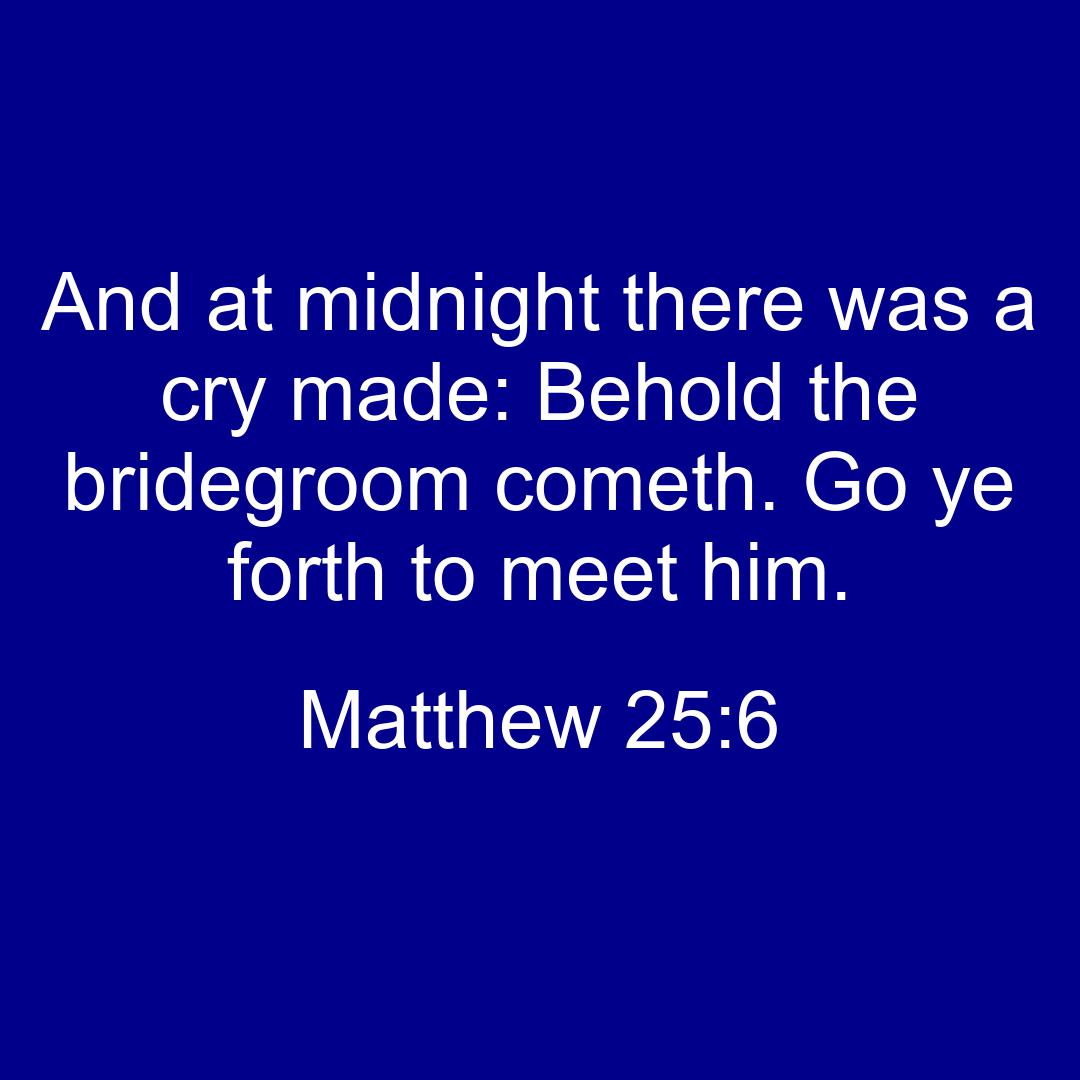 And at midnight there was a
cry made: Behold the
bridegroom cometh. Go ye
forth to meet him.
Matthew 25:6